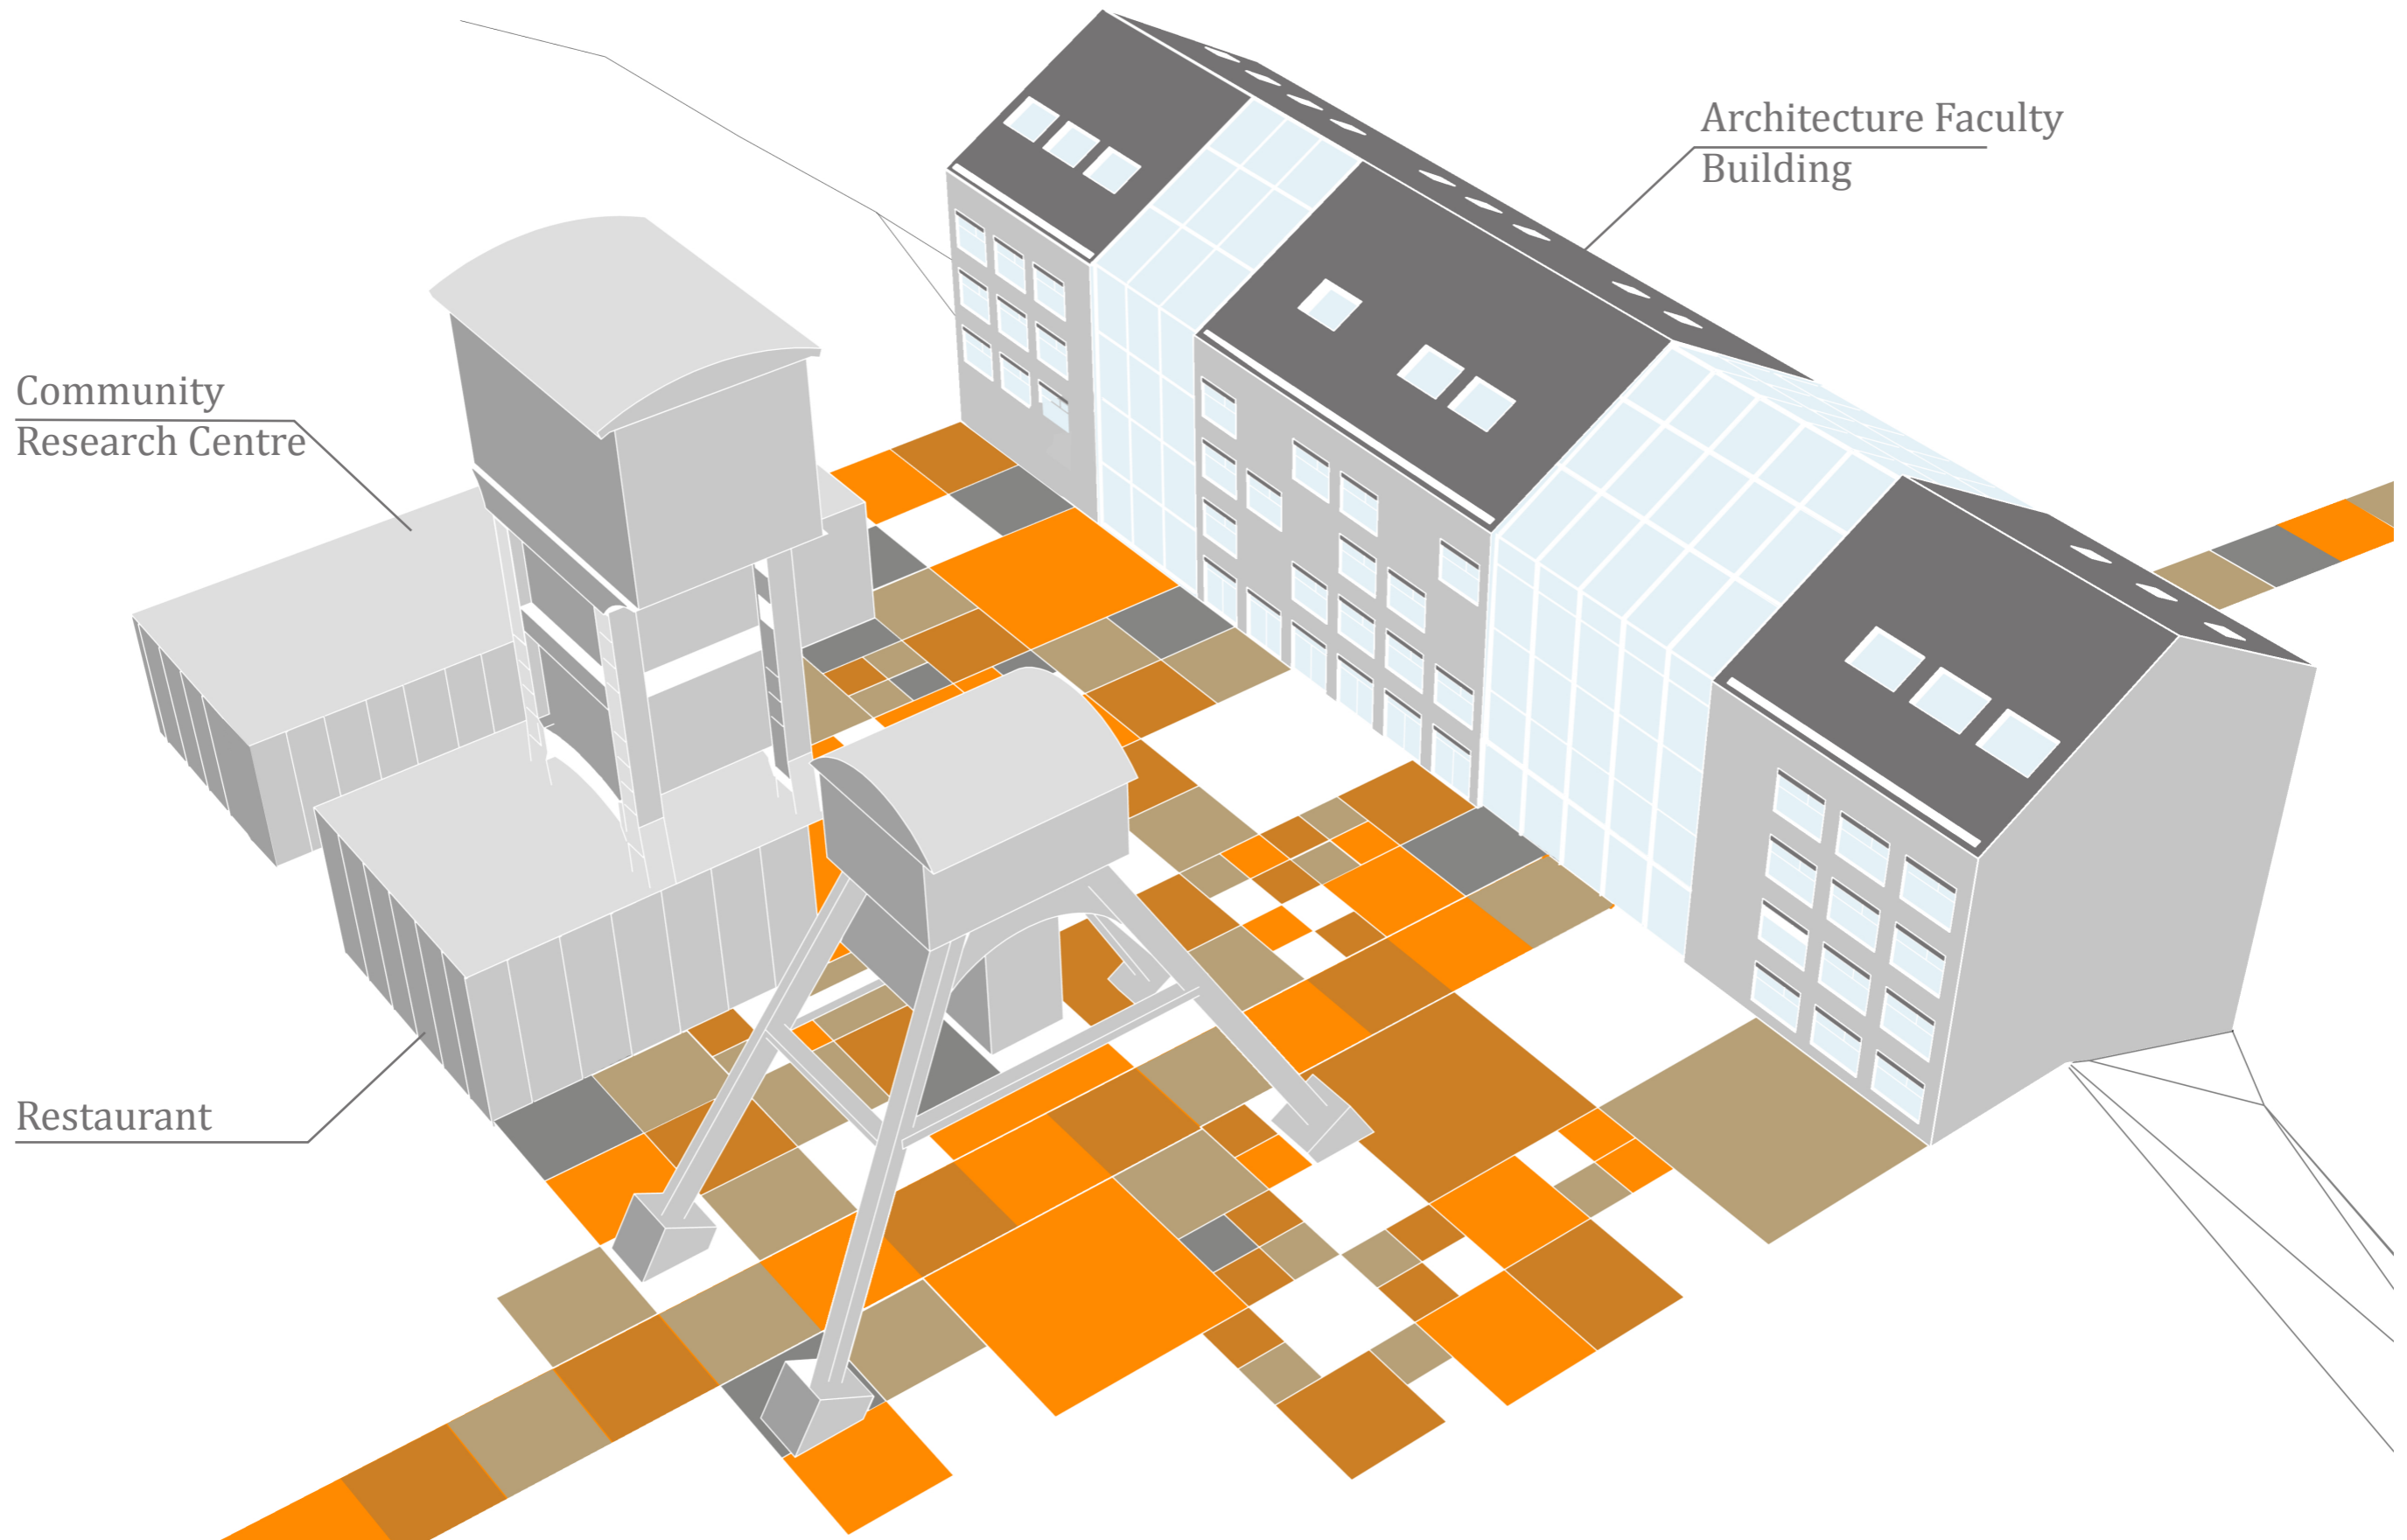 Architecture Faculty
Building
Community
Research Centre
Restaurant